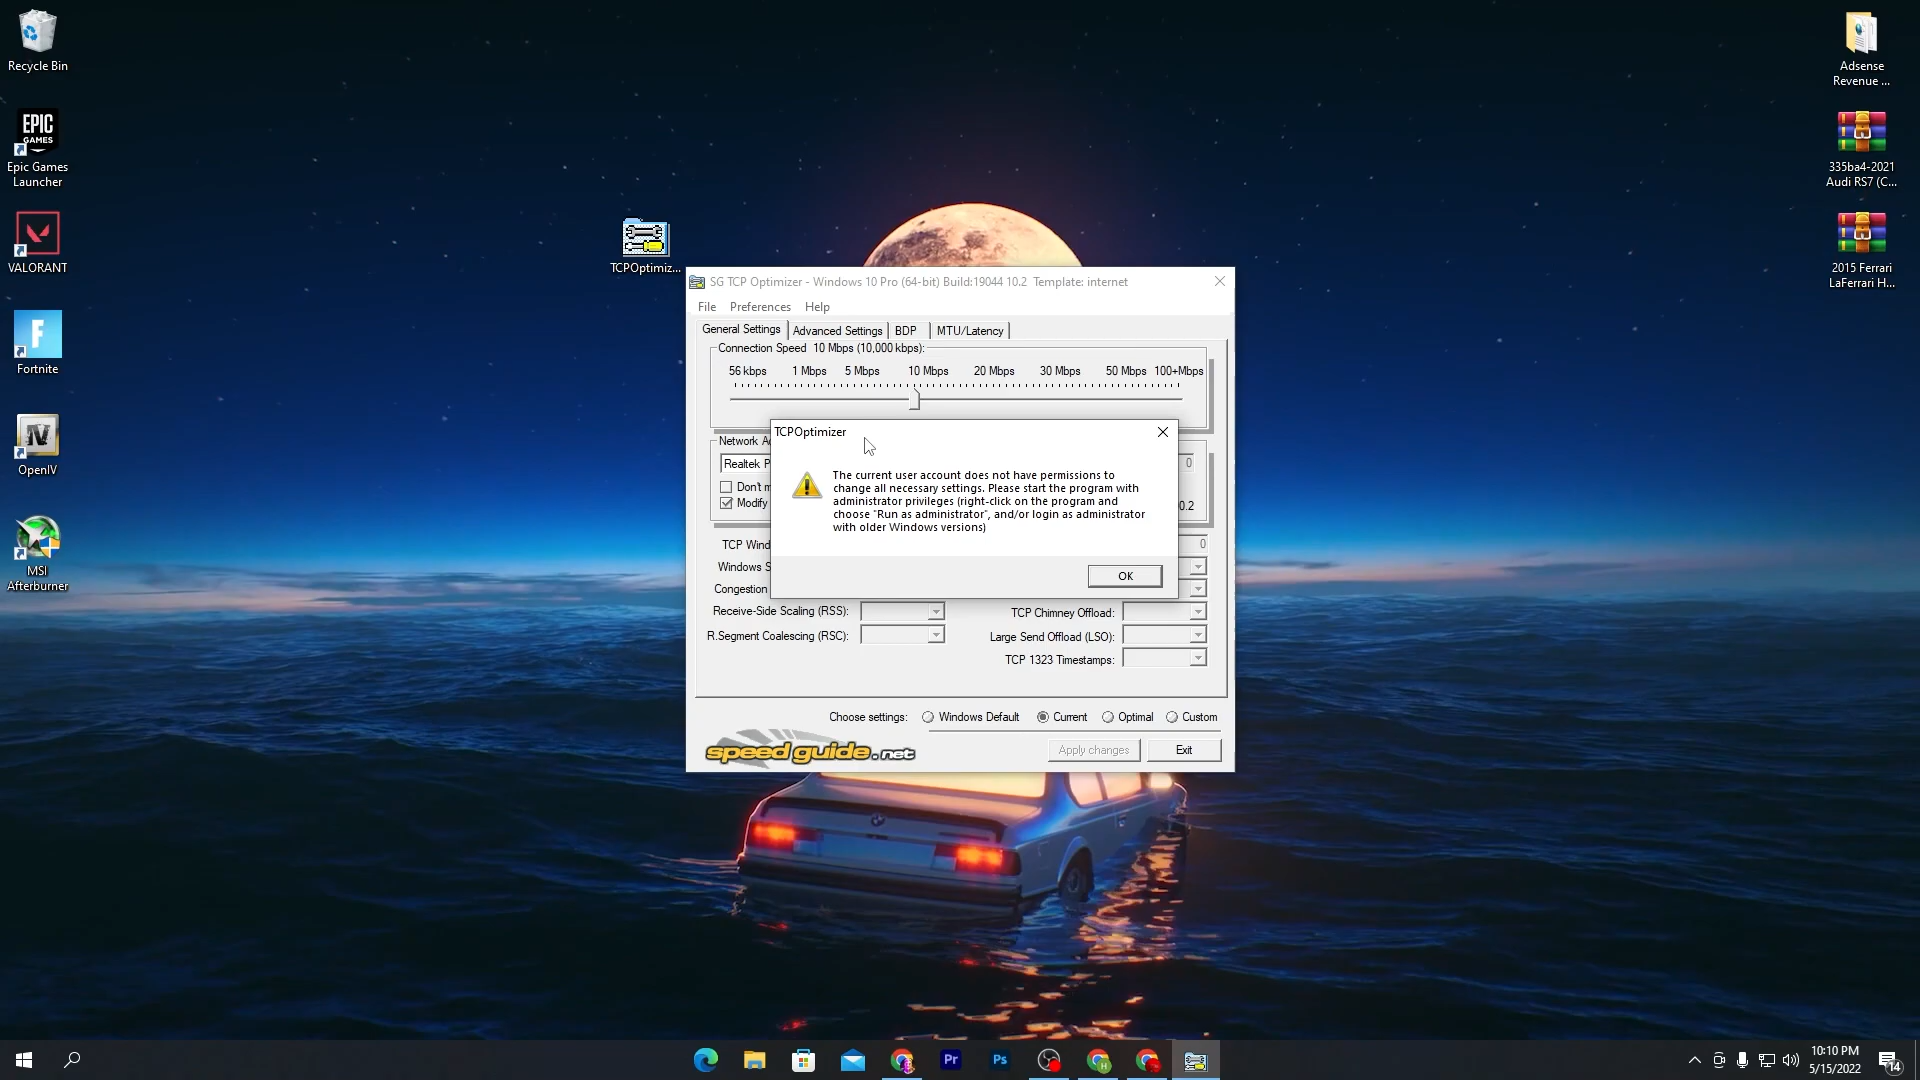 Recycle Bin
Epic Games
Launcher
VALORANT
Fortnite
OpenIV
MSI
Afterburner
EPIC
GAMES
TCPOptimiz...
Adsense
Revenue ...
335ba4-2021
Audi RS7 (C...
2015 Ferrari
LaFerrari H...
SG TCP Optimizer - Windows 10 Pro (64-bit) Build:19044 10.2 Template: internet
File Preferences Help
General Settings Advanced Settings BDP MTU/Latency
Connection Speed 10 Mbps (10,000 kbps):
56 kbps 1 Mbps 5 Mbps 10 Mbps 20 Mbps 30 Mbps 50 Mbps 100+Mbps
Network A
Realtek P
0
Don't m
Modify
0.2
TCPOptimizer
The current user account does not have permissions to
change all necessary settings. Please start the program with
administrator privileges (right-click on the program and
choose "Run as administrator", and/or login as administrator
with older Windows versions)
OK
TCP Wind
0
Windows S
Congestion
Receive-Side Scaling (RSS):
TCP Chimney Offload:
R.Segment Coalescing (RSC):
Large Send Offload (LSO):
TCP 1323 Timestamps:
Choose settings: Windows Default Current Optimal Custom
speedguide.net
Apply changes Exit
Pr
Ps
10:10 PM
5/15/2022
14